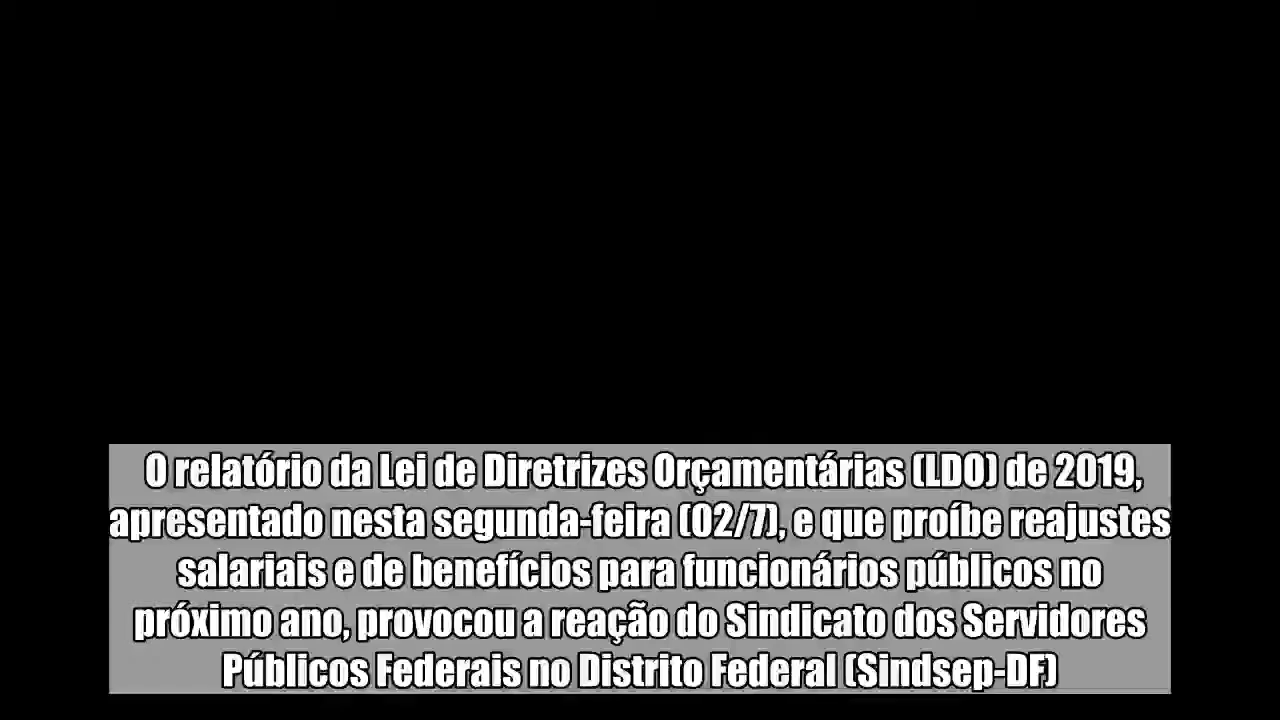 O relatório da Lei de Diretrizes Orçamentárias (LDO) de 2019,
apresentado nesta segunda-feira (02/7), e que proíbe reajustes
salariais e de benefícios para funcionários públicos no
próximo ano, provocou a reação do Sindicato dos Servidores
Públicos Federais no Distrito Federal (Sindsep-DF)